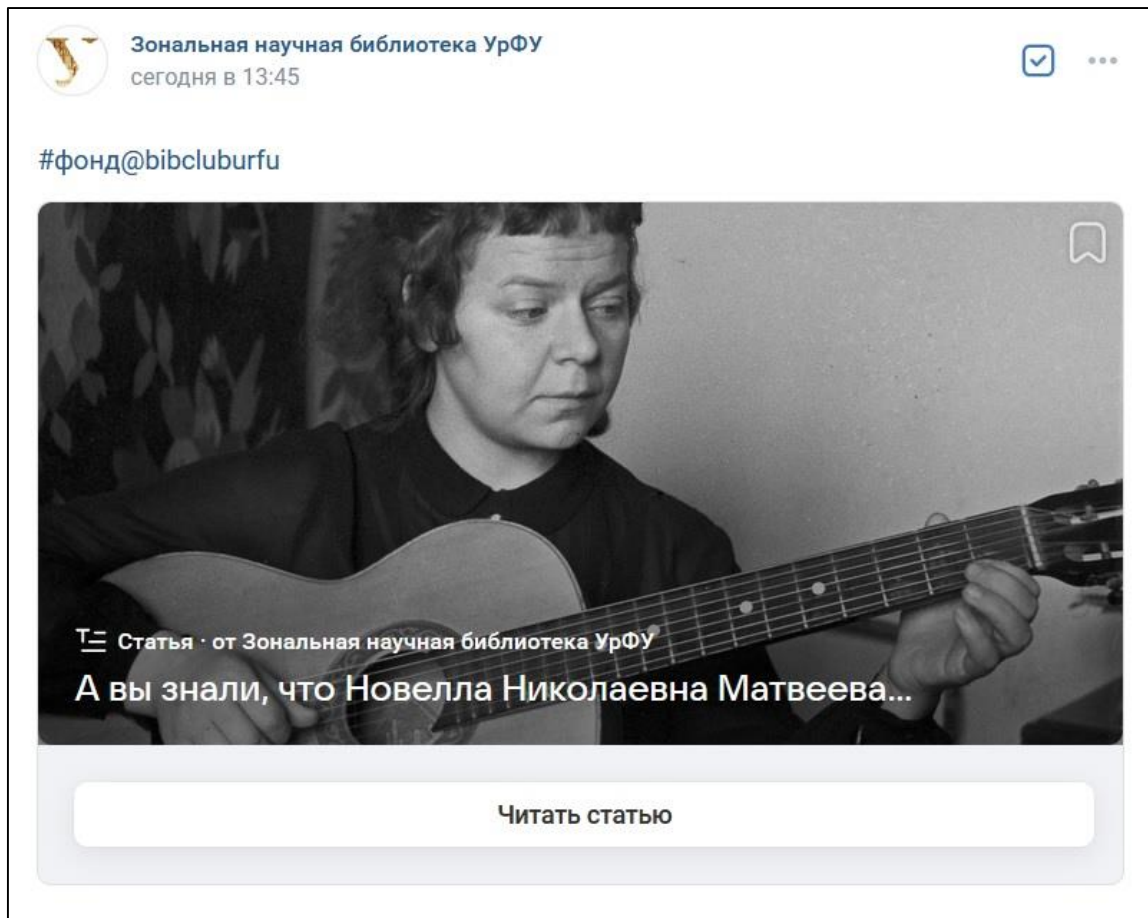 Зональная научная библиотека УрФУ
сегодня в 13:45
#фонд@bibcluburfu
Статья · от Зональная научная библиотека УрФУ
А вы знали, что Новелла Николаевна Матвеева...
Читать статью